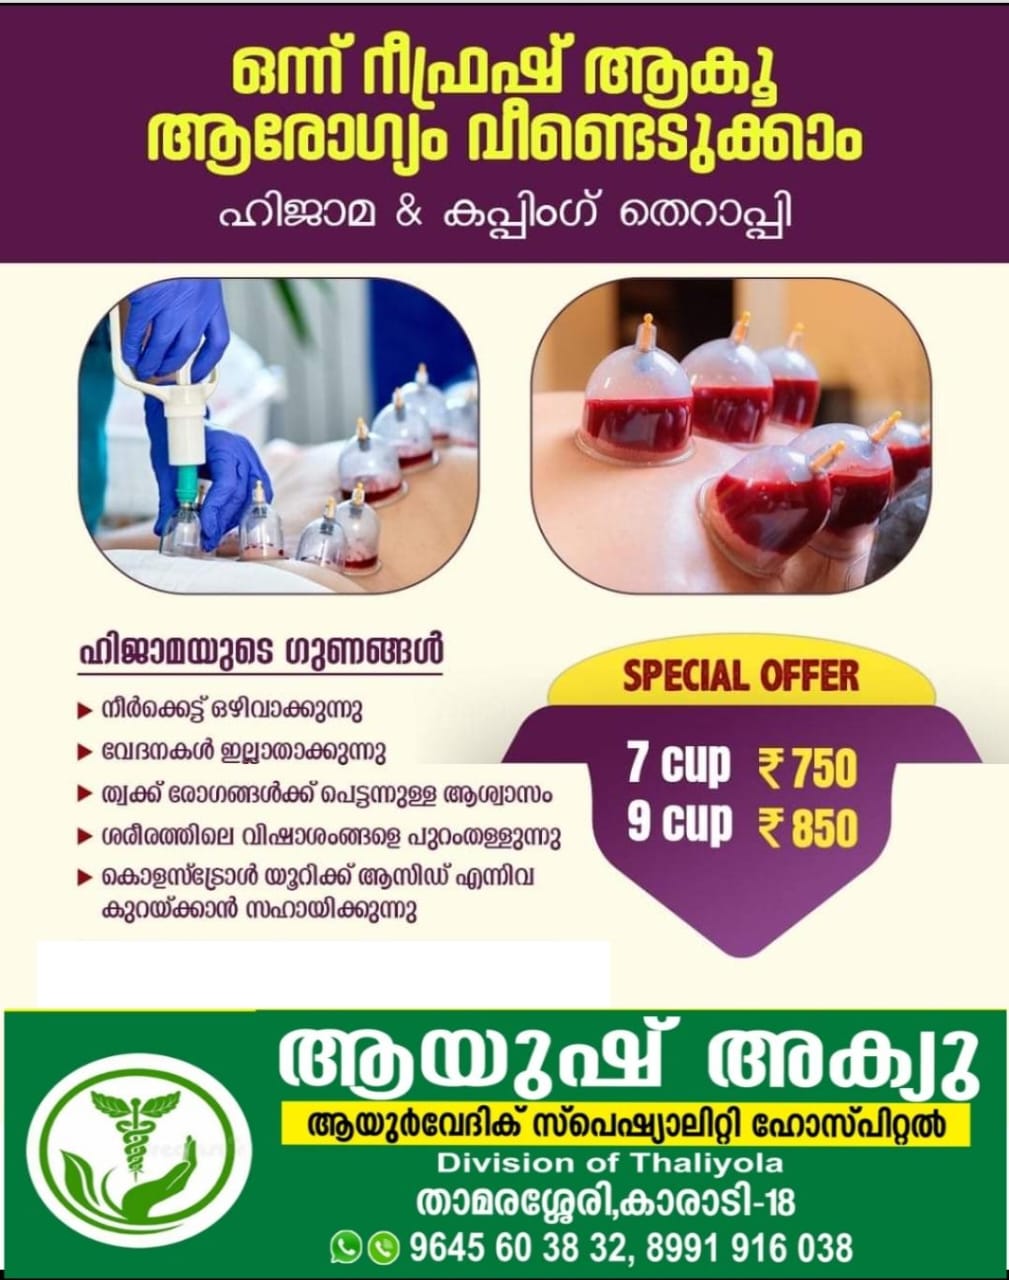 ഒന്ന് റീഫ്രഷ് ആകൂ
ആരോഗ്യം വീണ്ടെടുക്കാം
ഹിജാമ & കപ്പിംഗ് തെറാപ്പി
ഹിജാമയുടെ ഗുണങ്ങൾ
നീർക്കെട്ട് ഒഴിവാക്കുന്നു
വേദനകൾ ഇല്ലാതാക്കുന്നു
ത്വക്ക് രോഗങ്ങൾക്ക് പെട്ടന്നുള്ള ആശ്വാസം
ശരീരത്തിലെ വിഷാശംങ്ങളെ പുറംതള്ളുന്നു
കൊളസ്ട്രോൾ യൂറിക്ക് ആസിഡ് എന്നിവ
കുറയ്ക്കാൻ സഹായിക്കുന്നു
SPECIAL OFFER
7 cup ₹750
9 cup ₹850
ആയുഷ് അക്യു
ആയുർവേദിക് സ്പെഷ്യാലിറ്റി ഹോസ്പിറ്റൽ
Division of Thaliyola
താമരശ്ശേരി,കാരാടി-18
9645 60 38 32, 8991 916 038